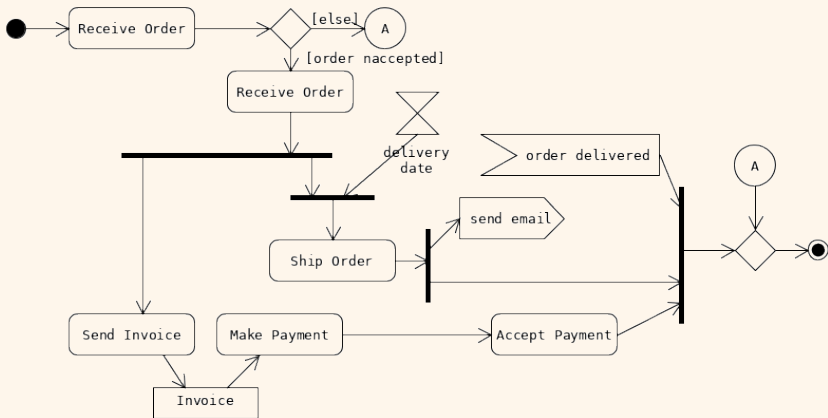 Receive Order
[else]
A
[order naccepted]
Receive Order
delivery
date
order delivered
A
send email
Ship Order
Send Invoice
Make Payment
Accept Payment
Invoice